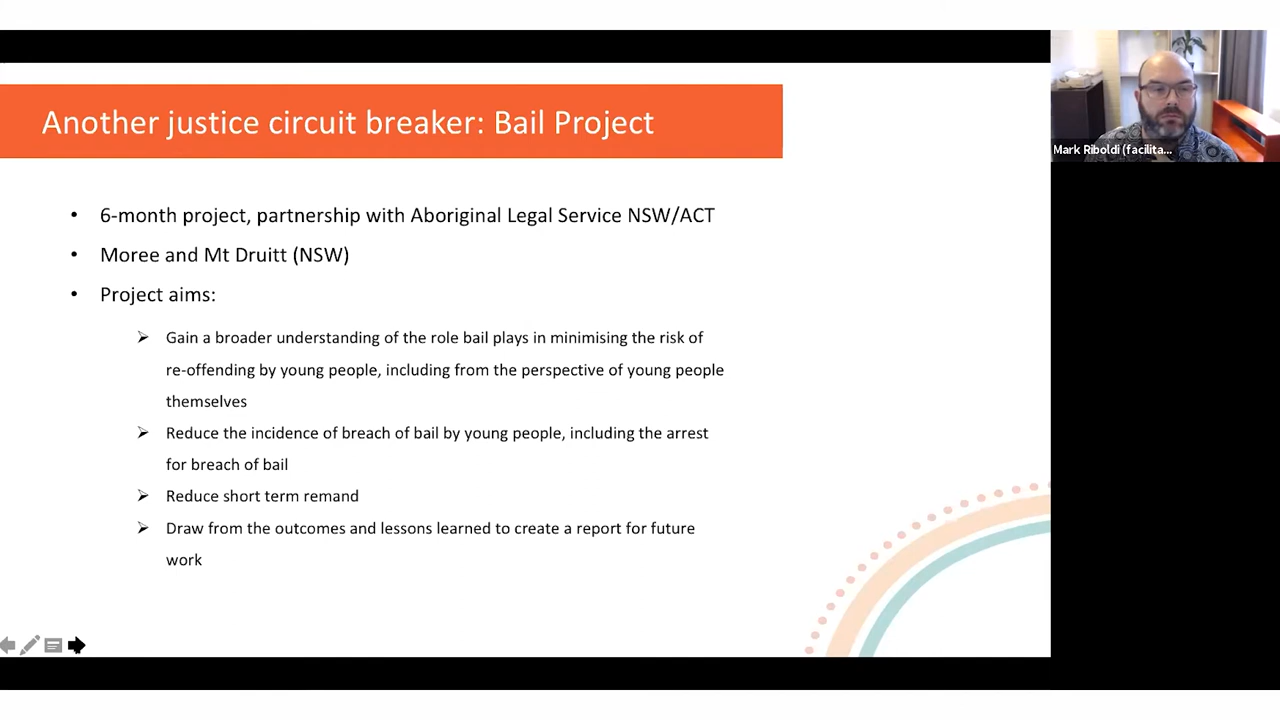 Another justice circuit breaker: Bail Project
• 6-month project, partnership with Aboriginal Legal Service NSW/ACT
• Moree and Mt Druitt (NSW)
• Project aims:
➢ Gain a broader understanding of the role bail plays in minimising the risk of
re-offending by young people, including from the perspective of young people
themselves
➢ Reduce the incidence of breach of bail by young people, including the arrest
for breach of bail
➢ Reduce short term remand
➢ Draw from the outcomes and lessons learned to create a report for future
work
Mark Riboldi (facilita...